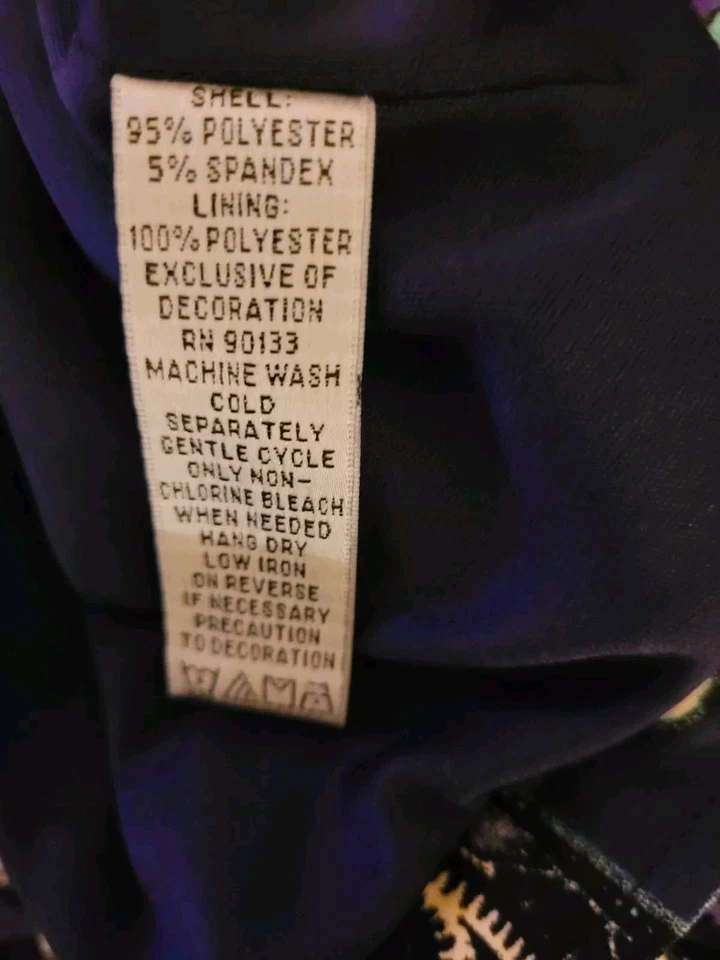 SHELL:
95% POLYESTER
5% SPANDEX
LINING:
100% POLYESTER
EXCLUSIVE OF
DECORATION
RN 90133
MACHINE WASH
COLD
SEPARATELY
GENTLE CYCLE
ONLY NON-
CHLORINE BLEACH
WHEN NEEDED
HANG DRY
LOW IRON
ON REVERSE
IF NECESSARY
PRECAUTION
TO DECORATION